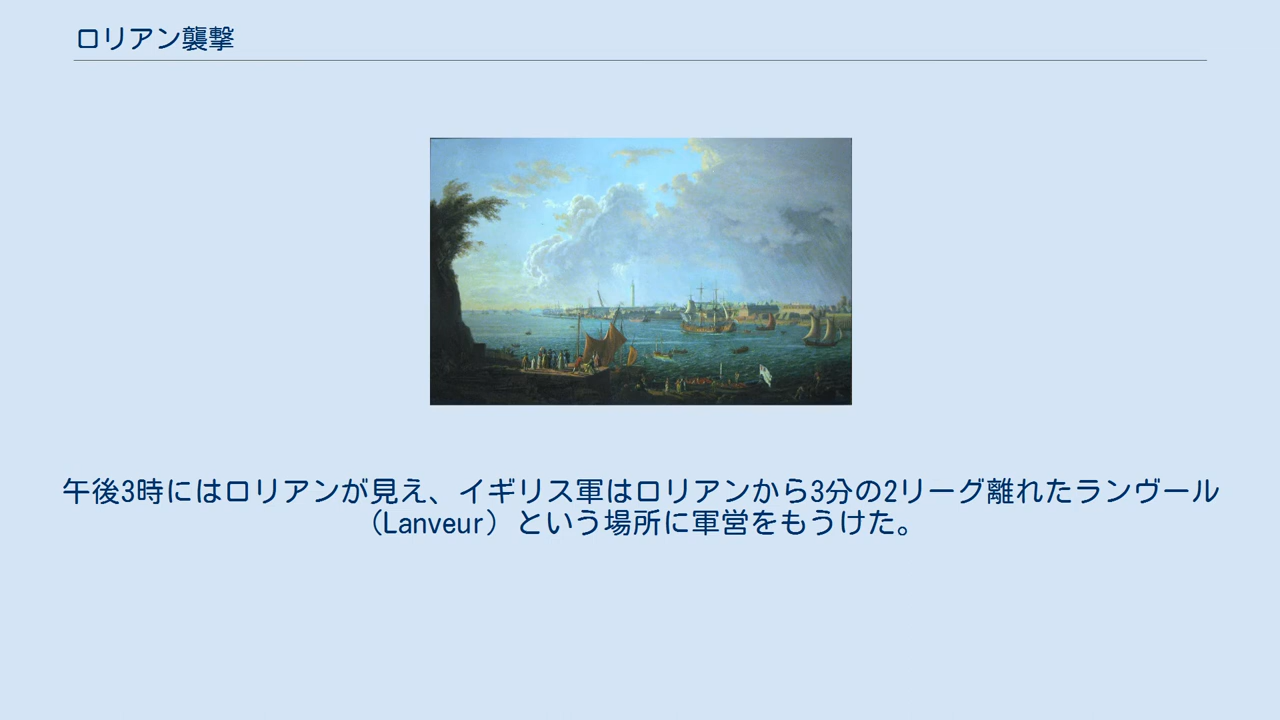 ロリアン襲撃
午後3時にはロリアンが見え、イギリス軍はロリアンから3分の2リーグ離れたランヴール
（Lanveur）という場所に軍営をもうけた。